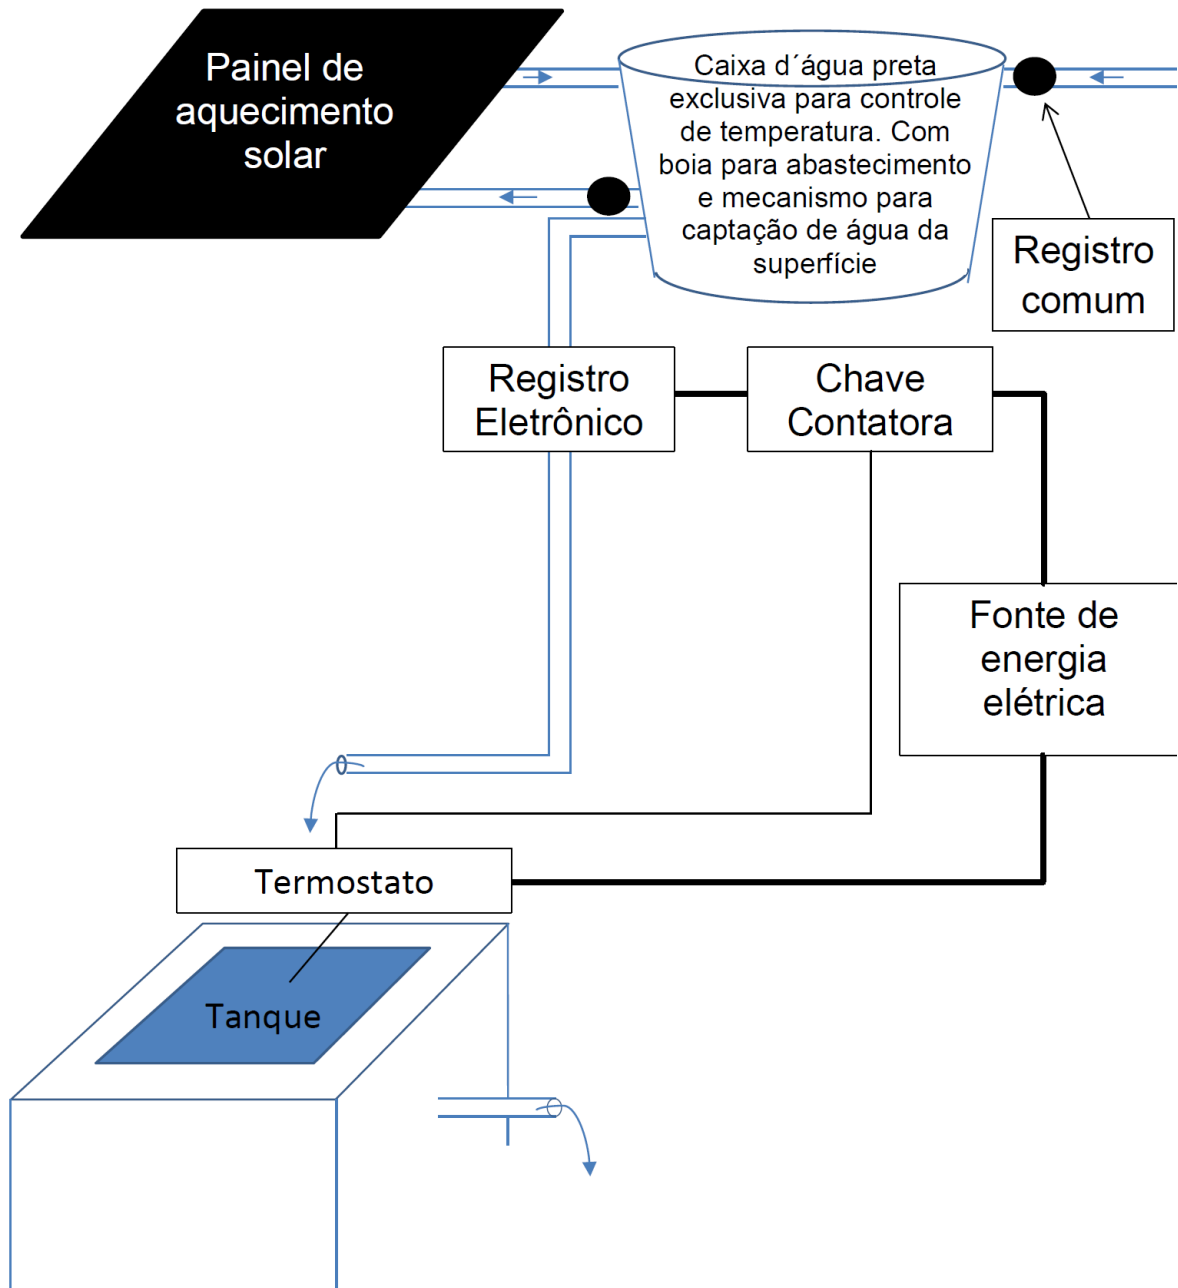 Painel de
aquecimento
solar
Caixa d´água preta
exclusiva para controle
de temperatura. Com
boia para abastecimento
e mecanismo para
captação de água da
superfície
Registro
comum
Registro
Eletrônico
Chave
Contatora
Fonte de
energia
elétrica
Termostato
Tanque